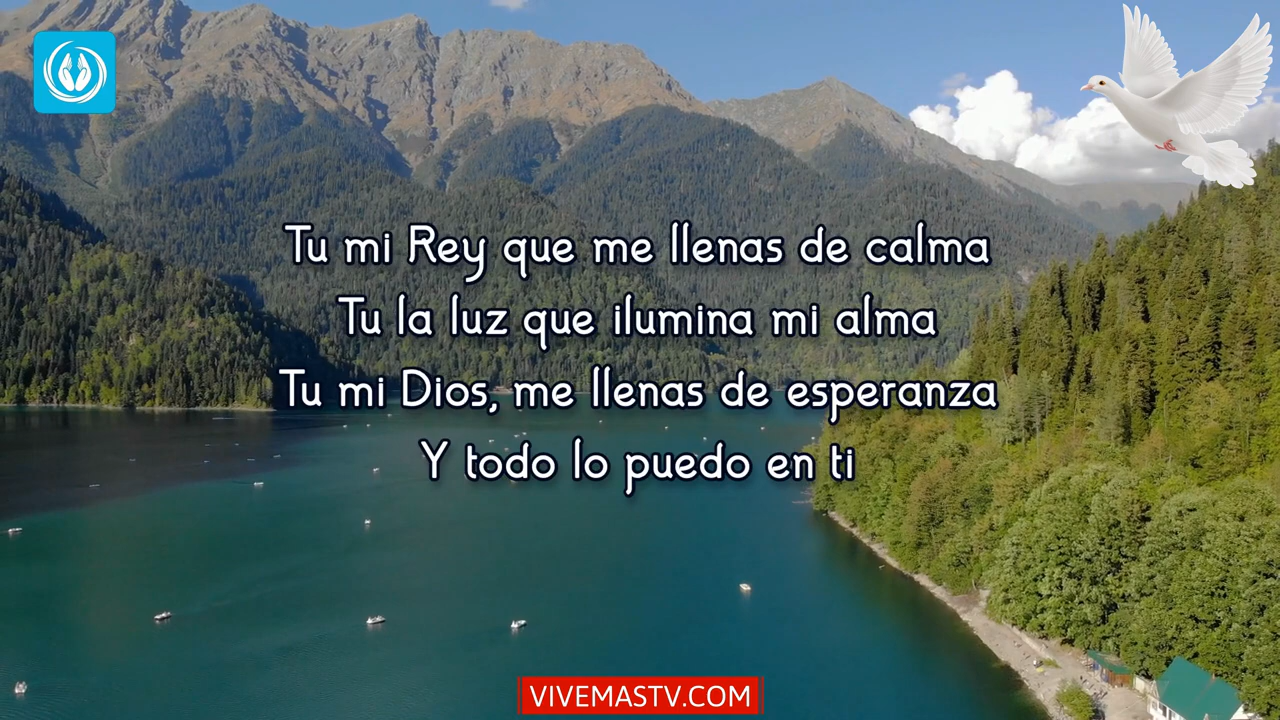 Tu mi Rey que me llenas de calma
Tu la luz que ilumina mi alma
Tu mi Dios, me llenas de esperanza
Y todo lo puedo en ti
VIVEMASTV.COM